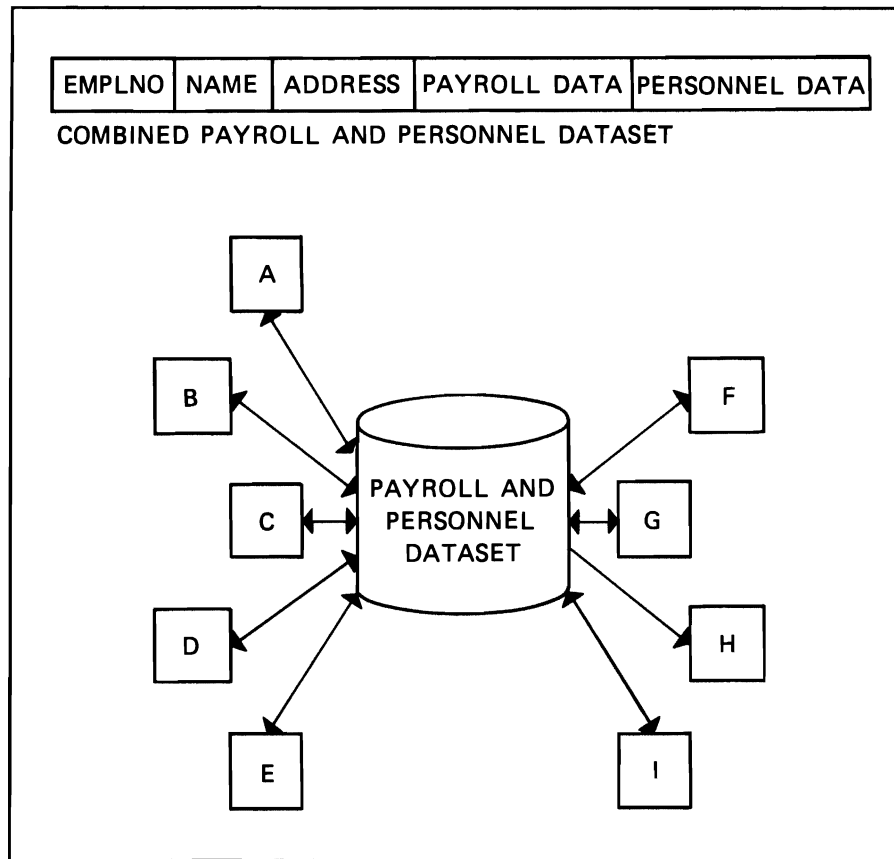 EMPLNO NAME ADDRESS PAYROLL DATA PERSONNEL DATA
COMBINED PAYROLL AND PERSONNEL DATASET
A
B
F
PAYROLL AND
PERSONNEL
DATASET
C
G
D
H
E
I